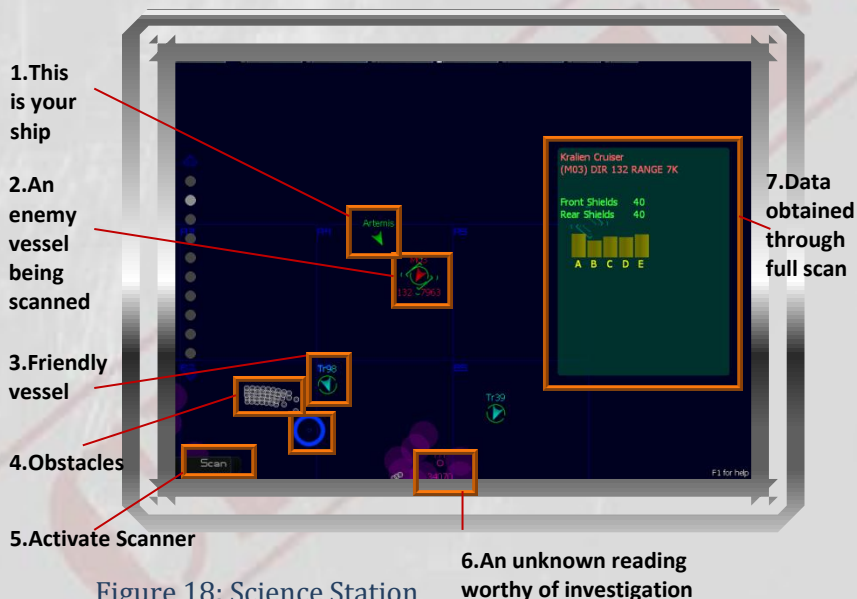 1.This
is your
ship
2.An
enemy
vessel
being
scanned
3.Friendly
vessel
4.Obstacles
5.Activate Scanner
Artemis
132
Tr98
Tr39
Scan
F1 for help
Kralien Cruiser
(M03) DIR 132 RANGE 7K
Front Shields 40
Rear Shields 40
A B C D E
7.Data
obtained
through
full scan
6.An unknown reading
worthy of investigation
Figure 18: Science Station